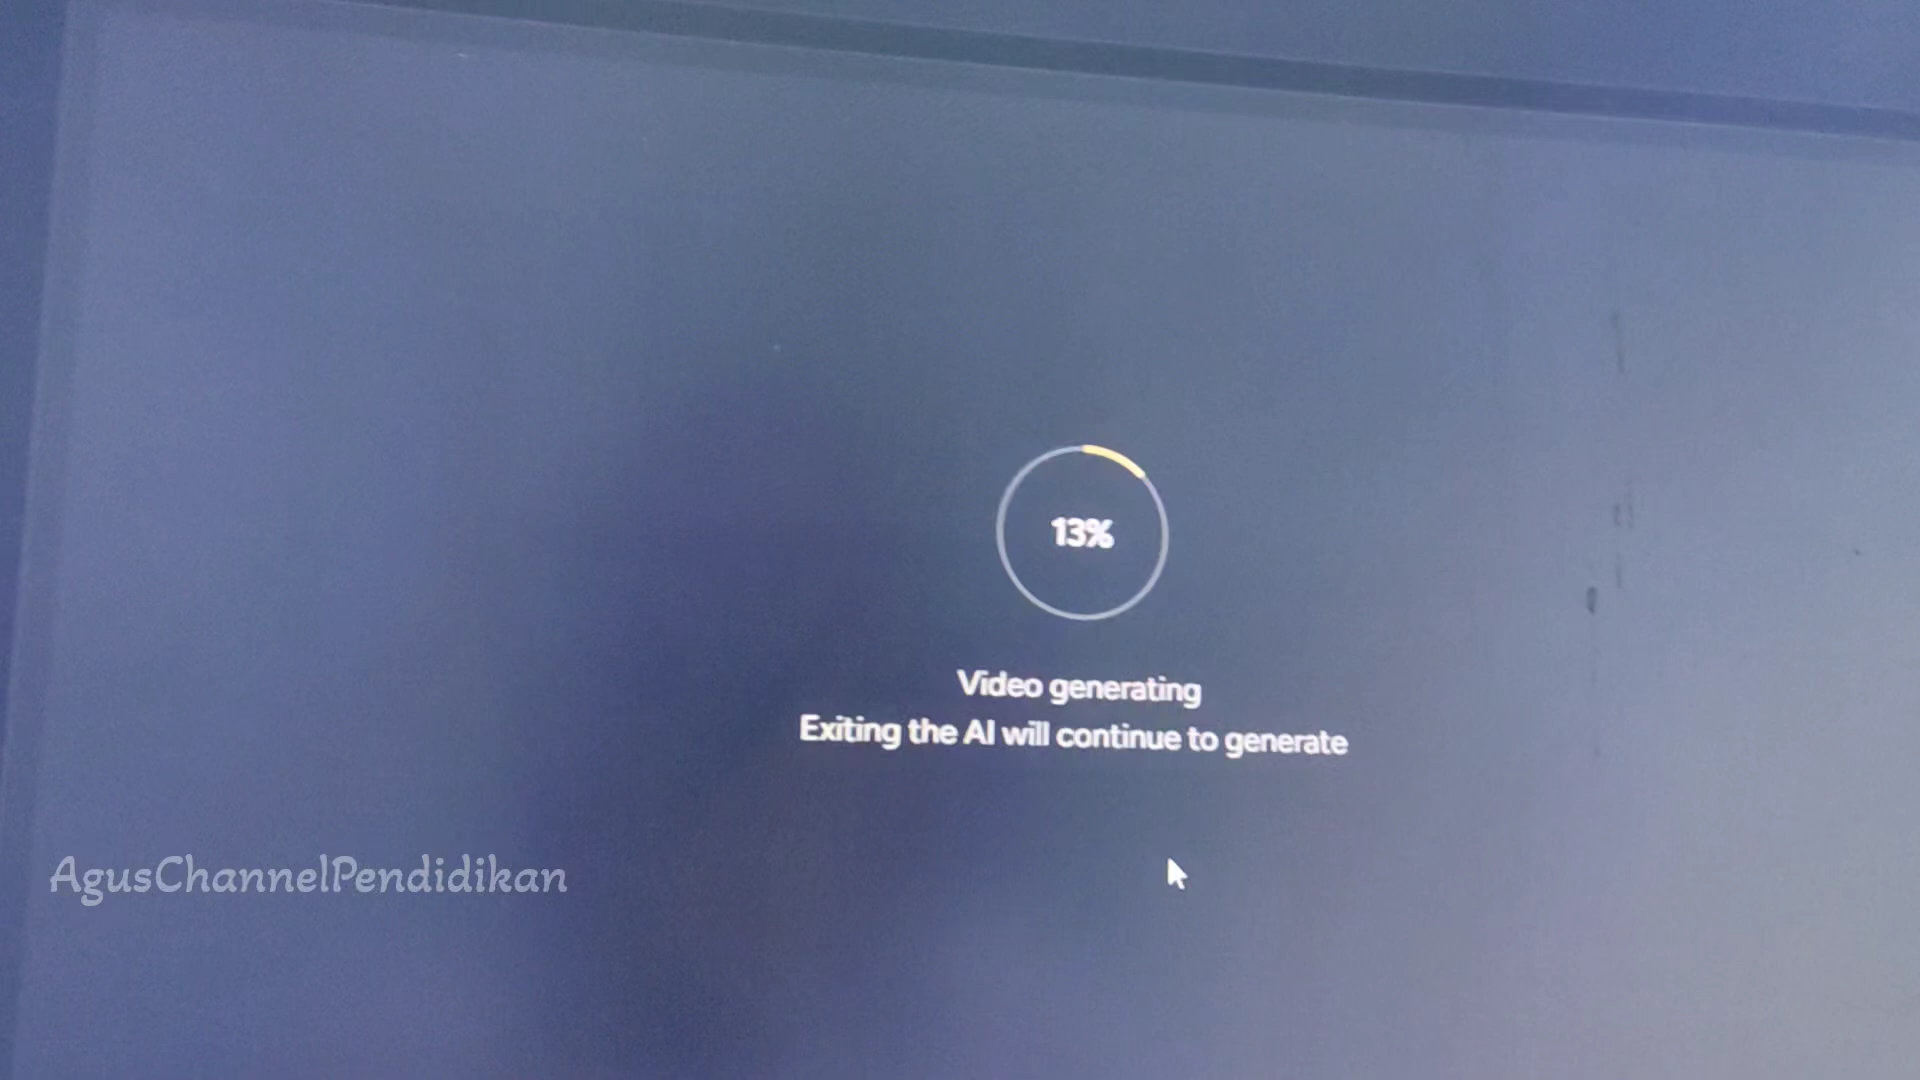 13%
Video generating
Exiting the AI will continue to generate
AgusChannelPendidikan